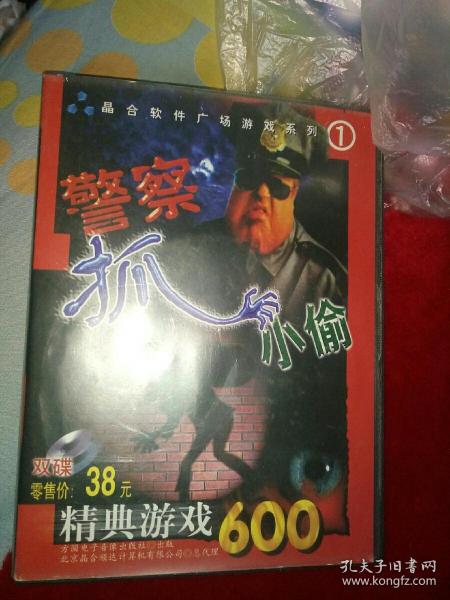 晶合软件广场游戏系列①
警察
抓
小偷
双碟
零售价：38元
精典游戏600
方圆电子音像出版社◎出版
北京晶合顺达计算机有限公司◎总代理
孔夫子旧书网